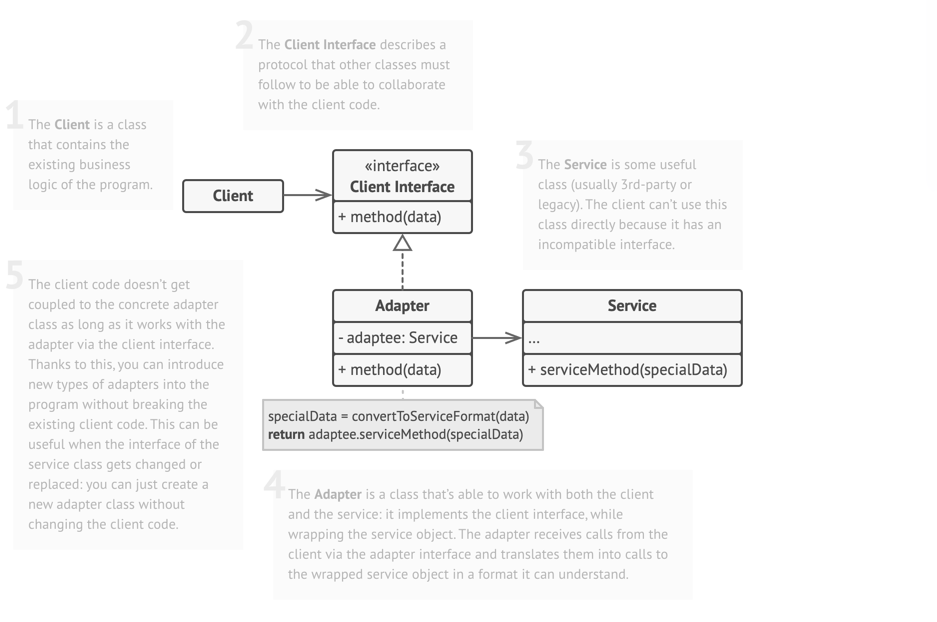 1
The Client is a class
that contains the
existing business
logic of the program.
2
The Client Interface describes a
protocol that other classes must
follow to be able to collaborate
with the client code.
3
The Service is some useful
class (usually 3rd-party or
legacy). The client can't use this
class directly because it has an
incompatible interface.
Client
«interface»
Client Interface
+ method(data)
Adapter
- adaptee: Service
+ method(data)
Service
...
+ serviceMethod(specialData)
specialData = convertToServiceFormat(data)
return adaptee.serviceMethod(specialData)
4
The Adapter is a class that's able to work with both the client
and the service: it implements the client interface, while
wrapping the service object. The adapter receives calls from the
client via the adapter interface and translates them into calls to
the wrapped service object in a format it can understand.
5
The client code doesn't get
coupled to the concrete adapter
class as long as it works with the
adapter via the client interface.
Thanks to this, you can introduce
new types of adapters into the
program without breaking the
existing client code. This can be
useful when the interface of the
service class gets changed or
replaced: you can just create a
new adapter class without
changing the client code.